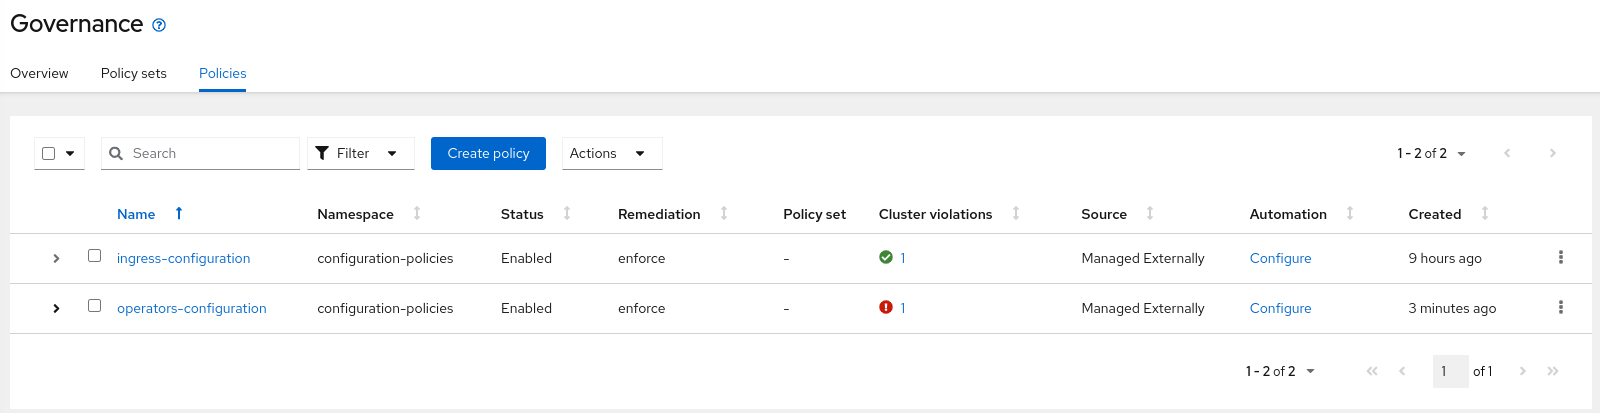 Governance
Overview Policy sets Policies
Search Filter Create policy Actions 1 - 2 of 2
Name Namespace Status Remediation Policy set Cluster violations Source Automation Created
ingress-configuration configuration-policies Enabled enforce - 1 Managed Externally Configure 9 hours ago
operators-configuration configuration-policies Enabled enforce - 1 Managed Externally Configure 3 minutes ago
1 - 2 of 2 1 of 1